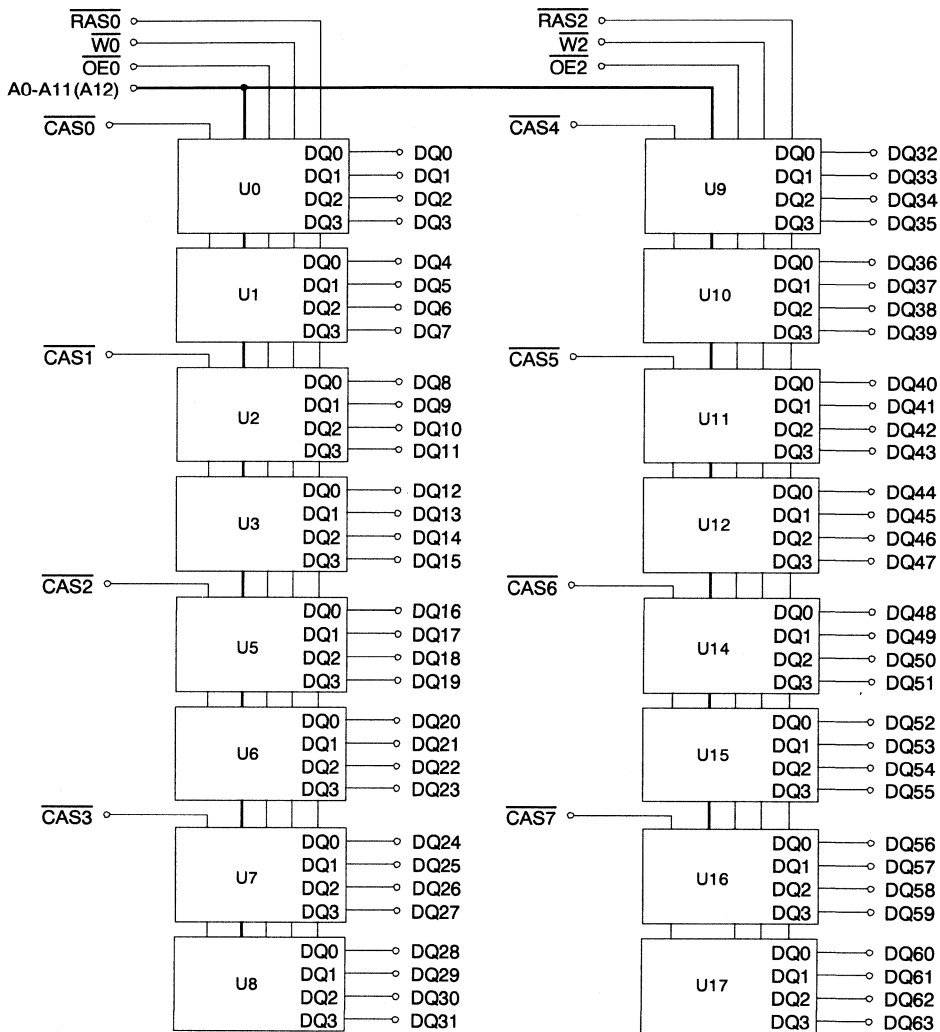 RAS0
W0
OE0
A0-A11(A12)
CAS0
U0
DQ0 DQ0
DQ1 DQ1
DQ2 DQ2
DQ3 DQ3
U1
DQ0 DQ4
DQ1 DQ5
DQ2 DQ6
DQ3 DQ7
CAS1
U2
DQ0 DQ8
DQ1 DQ9
DQ2 DQ10
DQ3 DQ11
U3
DQ0 DQ12
DQ1 DQ13
DQ2 DQ14
DQ3 DQ15
CAS2
U5
DQ0 DQ16
DQ1 DQ17
DQ2 DQ18
DQ3 DQ19
U6
DQ0 DQ20
DQ1 DQ21
DQ2 DQ22
DQ3 DQ23
CAS3
U7
DQ0 DQ24
DQ1 DQ25
DQ2 DQ26
DQ3 DQ27
U8
DQ0 DQ28
DQ1 DQ29
DQ2 DQ30
DQ3 DQ31
RAS2
W2
OE2
CAS4
U9
DQ0 DQ32
DQ1 DQ33
DQ2 DQ34
DQ3 DQ35
U10
DQ0 DQ36
DQ1 DQ37
DQ2 DQ38
DQ3 DQ39
CAS5
U11
DQ0 DQ40
DQ1 DQ41
DQ2 DQ42
DQ3 DQ43
U12
DQ0 DQ44
DQ1 DQ45
DQ2 DQ46
DQ3 DQ47
CAS6
U14
DQ0 DQ48
DQ1 DQ49
DQ2 DQ50
DQ3 DQ51
U15
DQ0 DQ52
DQ1 DQ53
DQ2 DQ54
DQ3 DQ55
CAS7
U16
DQ0 DQ56
DQ1 DQ57
DQ2 DQ58
DQ3 DQ59
U17
DQ0 DQ60
DQ1 DQ61
DQ2 DQ62
DQ3 DQ63